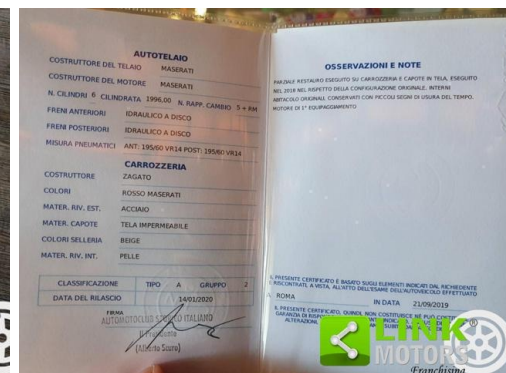 AUTOTELAIO
COSTRUTTORE DEL TELAIO MASERATI
COSTRUTTORE DEL MOTORE MASERATI
N. CILINDRI 6 CILINDRATA 1996,00 N. RAPP. CAMBIO 5 + RM
FRENI ANTERIORI IDRAULICO A DISCO
FRENI POSTERIORI IDRAULICO A DISCO
MISURA PNEUMATICI ANT: 195/60 VR14 POST: 195/60 VR14
CARROZZERIA
COSTRUTTORE ZAGATO
COLORI ROSSO MASERATI
MATER. RIV. EST. ACCIAIO
MATER. CAPOTE TELA IMPERMEABILE
COLORI SELLERIA BEIGE
MATER. RIV. INT. PELLE
CLASSIFICAZIONE TIPO A GRUPPO 2
DATA DEL RILASCIO 14/01/2020
FIRMA
AUTOMOTOCLUB STORICO ITALIANO
Il Presidente
(Alberto Scuro)
OSSERVAZIONI E NOTE
PARZIALE RESTAURO ESEGUITO SU CARROZZERIA E CAPOTE IN TELA, ESEGUITO
NEL 2018 NEL RISPETTO DELLA CONFIGURAZIONE ORIGINALE. INTERNI
ABITACOLO ORIGINALI, CONSERVATI CON PICCOLI SEGNI DI USURA DEL TEMPO.
MOTORE DI 1° EQUIPAGGIAMENTO
PRESENTE CERTIFICATO È BASATO SUGLI ELEMENTI INDICATI DAL RICHIEDENTE
RISCONTRATI, A VISTA, ALL'ATTO DELL'ESAME DELL'AUTOVEICOLO EFFETTUATO
ROMA IN DATA 21/09/2019
IL PRESENTE CERTIFICATO, QUINDI, NON COSTITUISCE NÉ PUÒ
GARANZIA DI
ALTERAZIONI,
LINK
MOTORS
Franchising